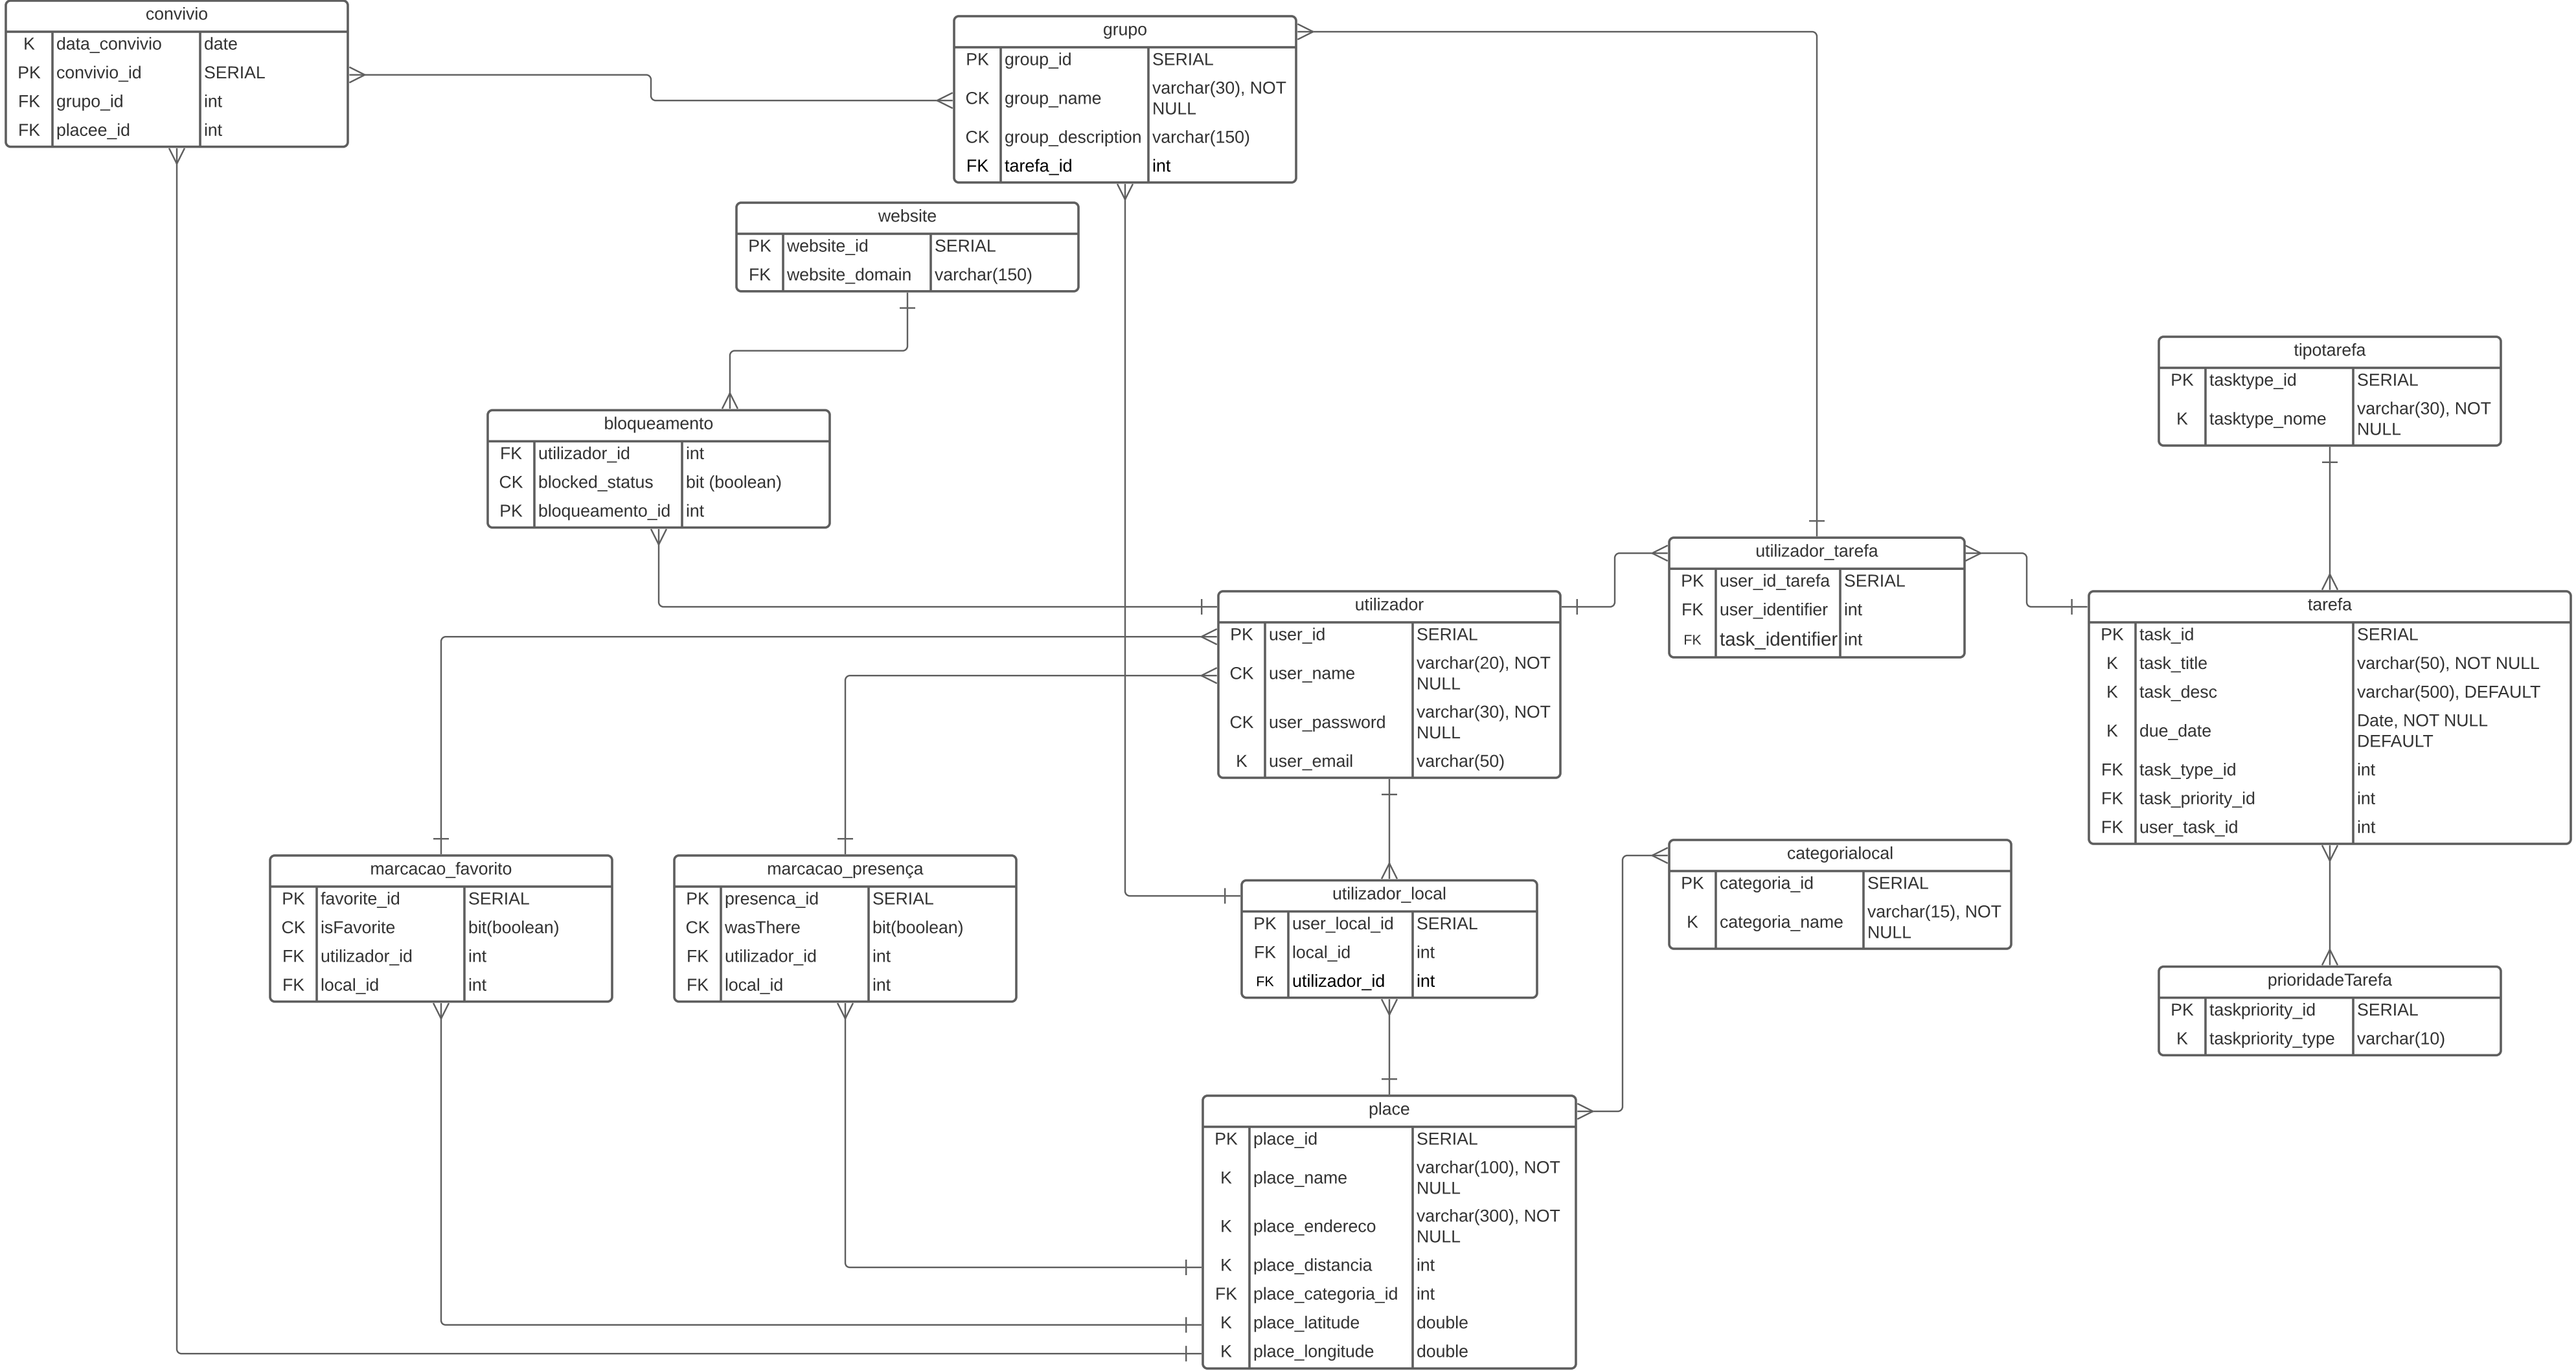 convivio
K data_convivio date
PK convivio_id SERIAL
FK grupo_id int
FK placee_id int
grupo
PK group_id SERIAL
CK group_name varchar(30), NOT
NULL
CK group_description varchar(150)
FK tarefa_id int
website
PK website_id SERIAL
FK website_domain varchar(150)
tipotarefa
PK tasktype_id SERIAL
K tasktype_nome varchar(30), NOT
NULL
bloqueamento
FK utilizador_id int
CK blocked_status bit (boolean)
PK bloqueamento_id int
utilizador_tarefa
PK user_id_tarefa SERIAL
FK user_identifier int
FK task_identifier int
utilizador
PK user_id SERIAL
CK user_name varchar(20), NOT
NULL
CK user_password varchar(30), NOT
NULL
K user_email varchar(50)
tarefa
PK task_id SERIAL
K task_title varchar(50), NOT NULL
K task_desc varchar(500), DEFAULT
K due_date Date, NOT NULL
DEFAULT
FK task_type_id int
FK task_priority_id int
FK user_task_id int
marcacao_favorito
PK favorite_id SERIAL
CK isFavorite bit(boolean)
FK utilizador_id int
FK local_id int
marcacao_presença
PK presenca_id SERIAL
CK wasThere bit(boolean)
FK utilizador_id int
FK local_id int
utilizador_local
PK user_local_id SERIAL
FK local_id int
FK utilizador_id int
categorialocal
PK categoria_id SERIAL
K categoria_name varchar(15), NOT
NULL
prioridadeTarefa
PK taskpriority_id SERIAL
K taskpriority_type varchar(10)
place
PK place_id SERIAL
K place_name varchar(100), NOT
NULL
K place_endereco varchar(300), NOT
NULL
K place_distancia int
FK place_categoria_id int
K place_latitude double
K place_longitude double